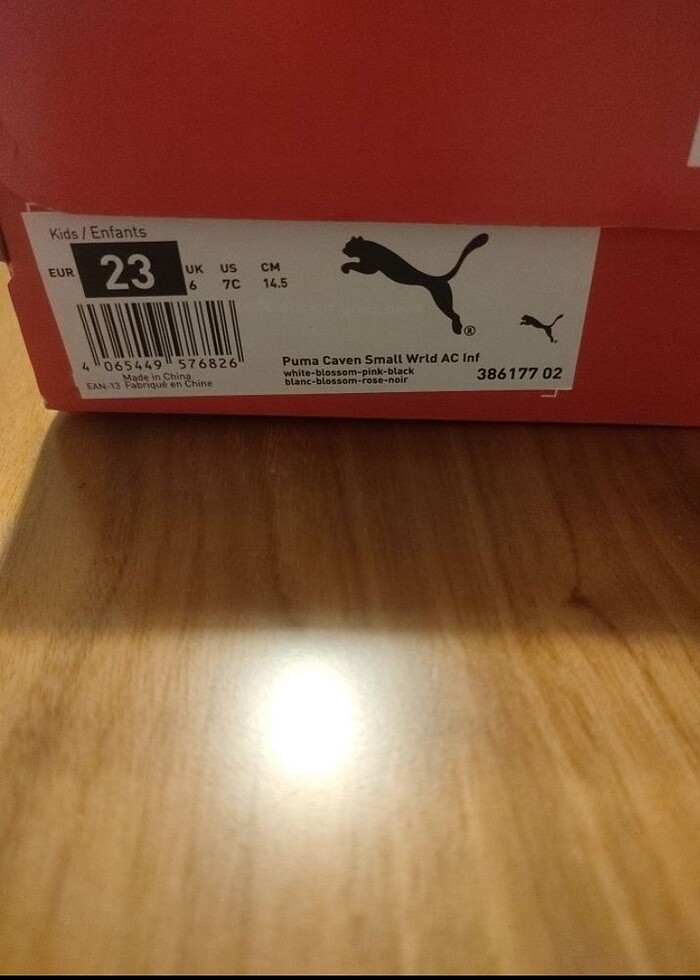 Kids / Enfants
EUR 23 UK 6 US 7C CM 14.5
®
4 065449 576826
EAN-13 Made in China
Fabriqué en Chine
Puma Caven Small Wrld AC Inf
white-blossom-pink-black
blanc-blossom-rose-noir
386177 02